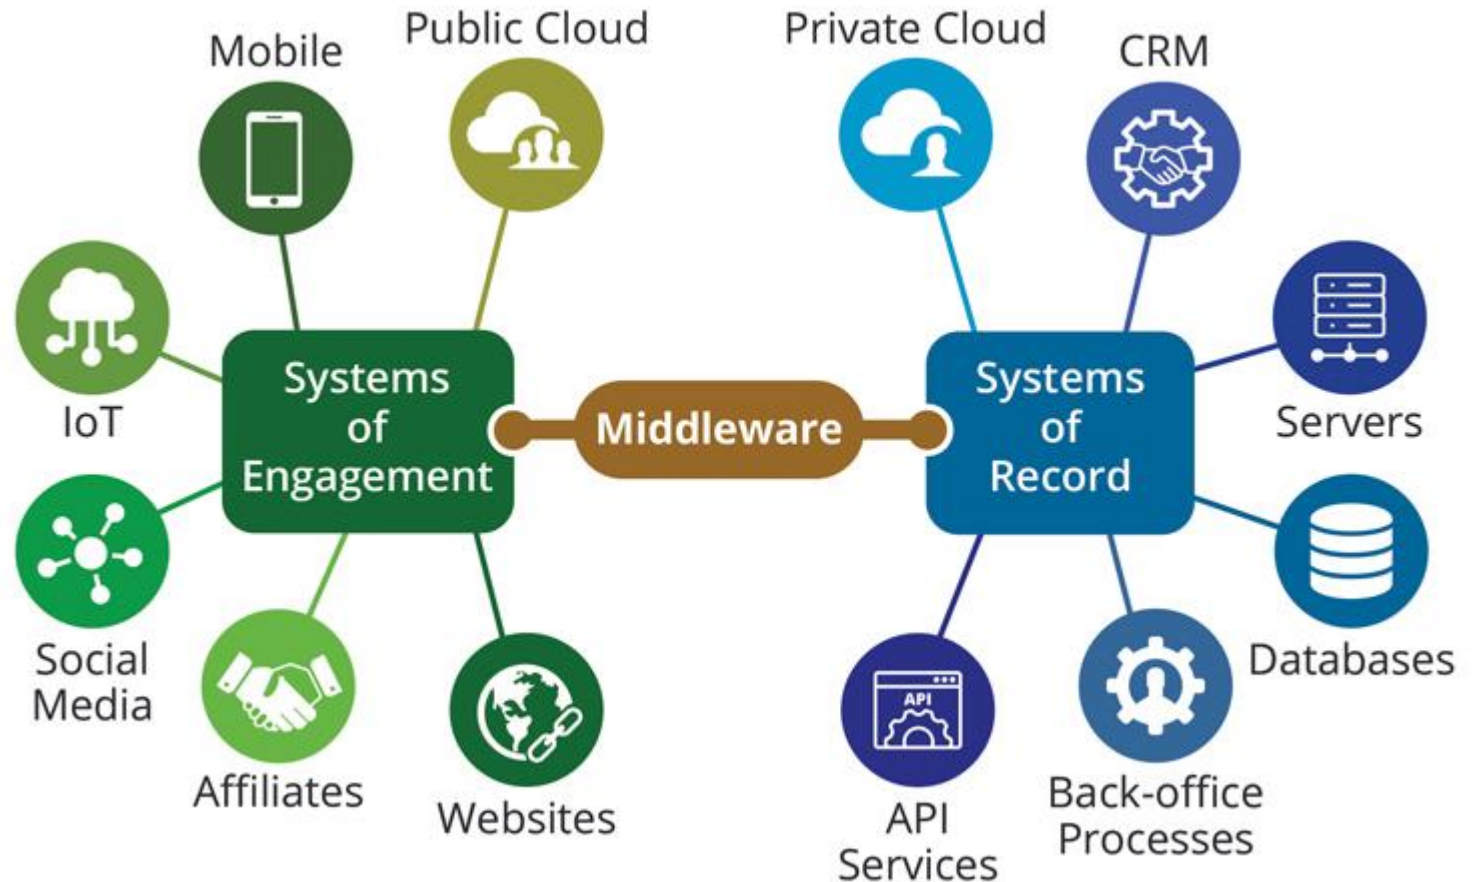 Mobile
Public Cloud
Private Cloud
CRM
IoT
Systems
of
Engagement
Middleware
Systems
of
Record
Servers
Social
Media
Databases
Affiliates
Websites
API
API
Services
Back-office
Processes